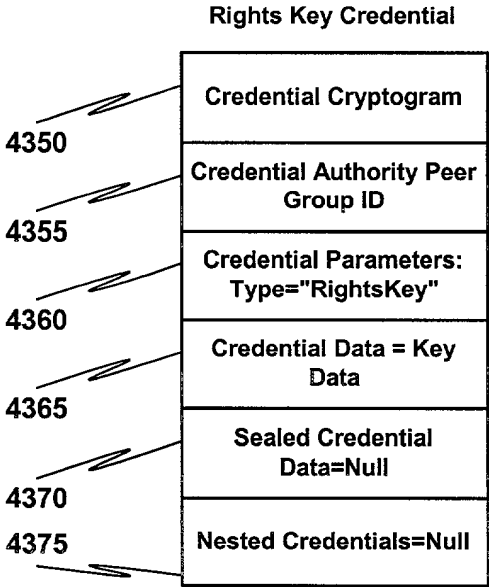 Rights Key Credential
Credential Cryptogram
4350
Credential Authority Peer
Group ID
4355
Credential Parameters:
Type="RightsKey"
4360
Credential Data = Key
Data
4365
Sealed Credential
Data=Null
4370
4375
Nested Credentials=Null